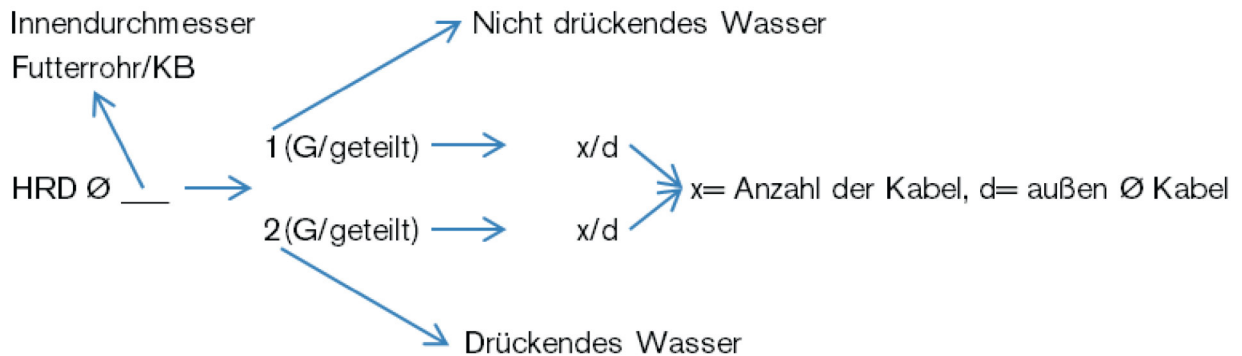 Innendurchmesser
Futterrohr/KB
Nicht drückendes Wasser
1(G/geteilt) x/d
HRD Ø ___ x= Anzahl der Kabel, d= außen Ø Kabel
2(G/geteilt) x/d
Drückendes Wasser